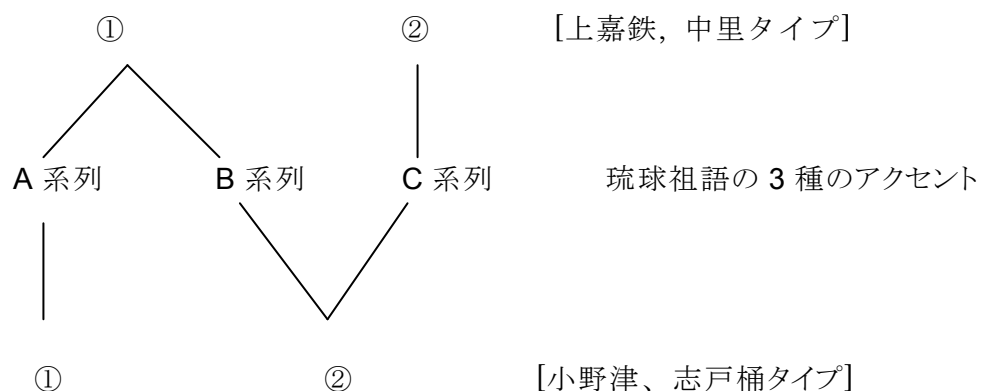 ① ② [上嘉鉄, 中里タイプ]
A 系列 B 系列 C 系列 琉球祖語の 3 種のアクセント
① ② [小野津、志戸桶タイプ]